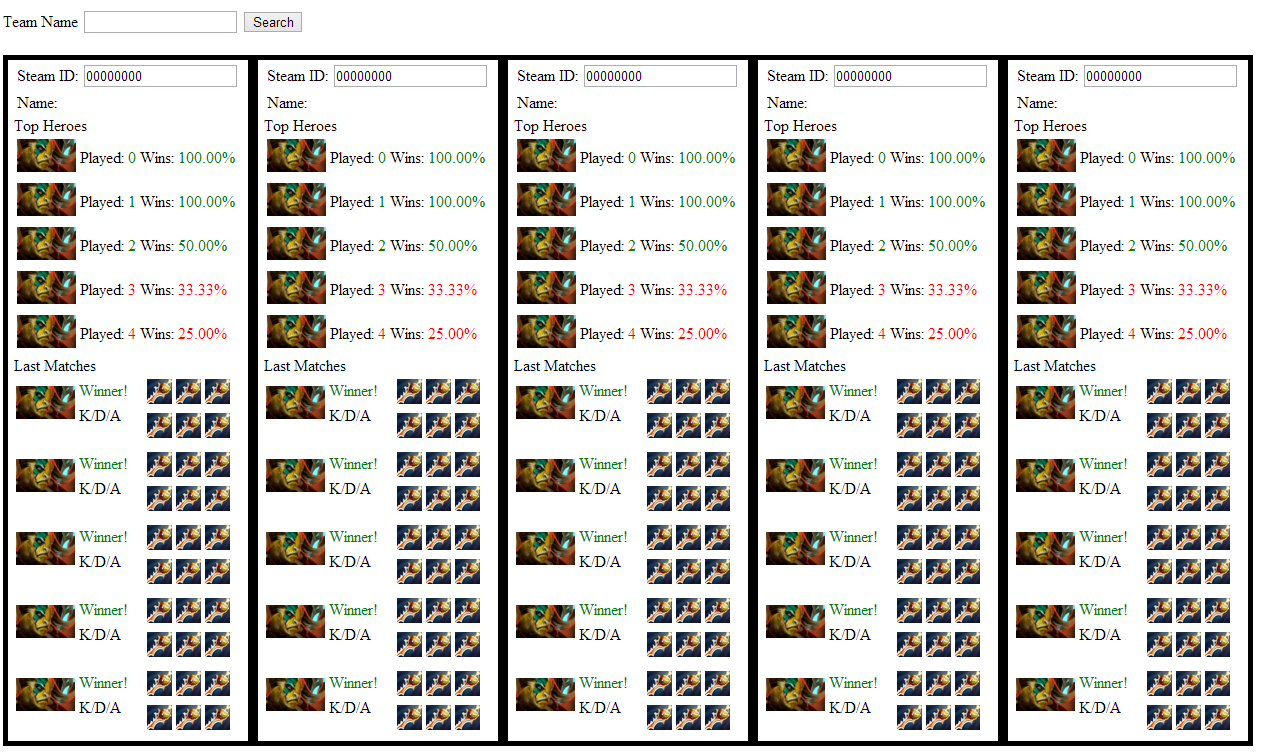 Team Name Search
Steam ID: 00000000 Steam ID: 00000000 Steam ID: 00000000 Steam ID: 00000000 Steam ID: 00000000
Name: Name: Name: Name: Name:
Top Heroes Top Heroes Top Heroes Top Heroes Top Heroes
Played: 0 Wins: 100.00% Played: 0 Wins: 100.00% Played: 0 Wins: 100.00% Played: 0 Wins: 100.00% Played: 0 Wins: 100.00%
Played: 1 Wins: 100.00% Played: 1 Wins: 100.00% Played: 1 Wins: 100.00% Played: 1 Wins: 100.00% Played: 1 Wins: 100.00%
Played: 2 Wins: 50.00% Played: 2 Wins: 50.00% Played: 2 Wins: 50.00% Played: 2 Wins: 50.00% Played: 2 Wins: 50.00%
Played: 3 Wins: 33.33% Played: 3 Wins: 33.33% Played: 3 Wins: 33.33% Played: 3 Wins: 33.33% Played: 3 Wins: 33.33%
Played: 4 Wins: 25.00% Played: 4 Wins: 25.00% Played: 4 Wins: 25.00% Played: 4 Wins: 25.00% Played: 4 Wins: 25.00%
Last Matches Last Matches Last Matches Last Matches Last Matches
Winner! Winner! Winner! Winner! Winner!
K/D/A K/D/A K/D/A K/D/A K/D/A
Winner! Winner! Winner! Winner! Winner!
K/D/A K/D/A K/D/A K/D/A K/D/A
Winner! Winner! Winner! Winner! Winner!
K/D/A K/D/A K/D/A K/D/A K/D/A
Winner! Winner! Winner! Winner! Winner!
K/D/A K/D/A K/D/A K/D/A K/D/A
Winner! Winner! Winner! Winner! Winner!
K/D/A K/D/A K/D/A K/D/A K/D/A